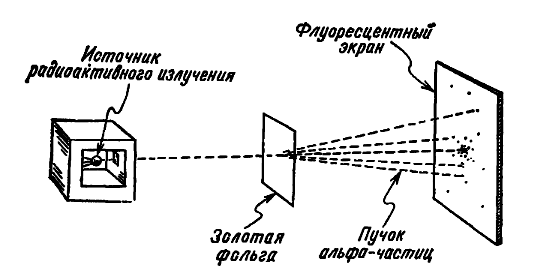 Флуоресцентный
экран
Источник
радиоактивного излучения
Золотая
фольга
Пучок
альфа-частиц